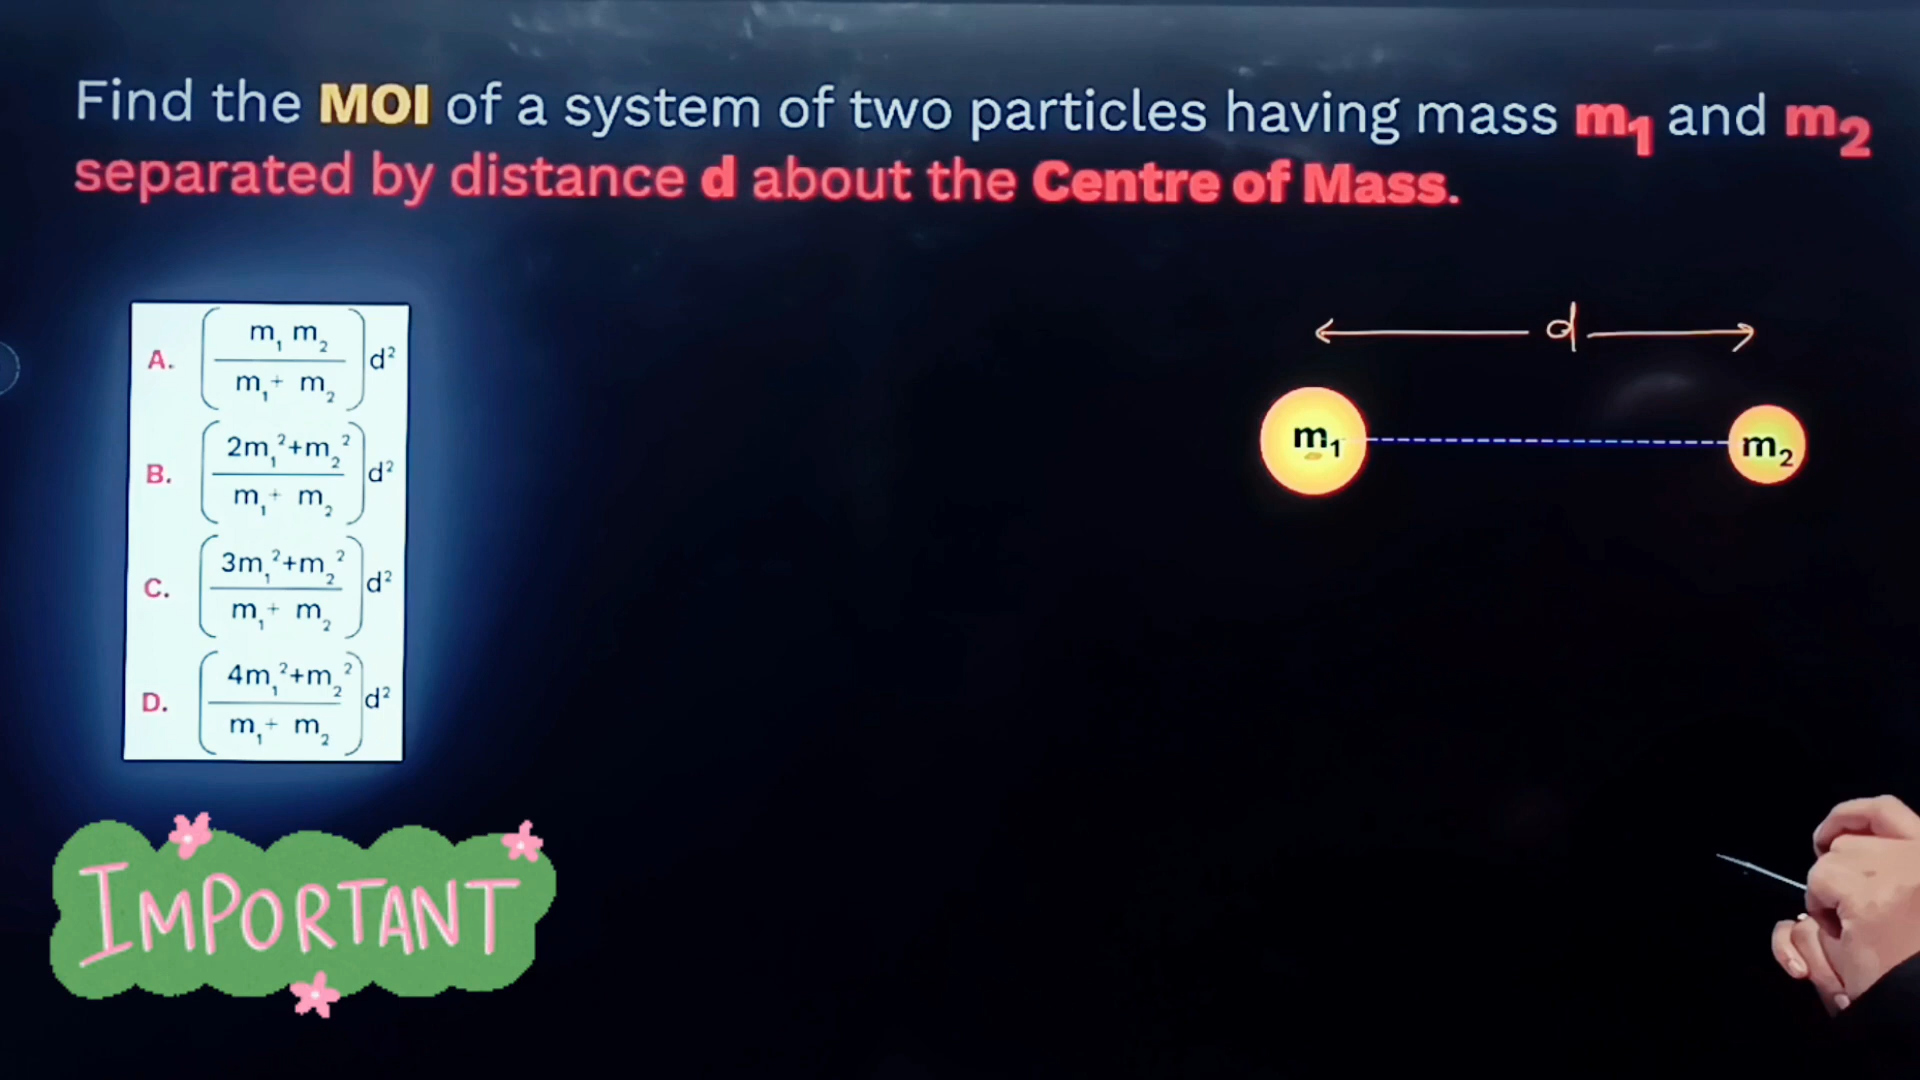 Find the MOI of a system of two particles having mass m₁ and m₂
separated by distance d about the Centre of Mass.
d
m₁
m₂
A. (m₁ m₂ / m₁ + m₂) d²
B. (2m₁²+m₂² / m₁ + m₂) d²
C. (3m₁²+m₂² / m₁ + m₂) d²
D. (4m₁²+m₂² / m₁ + m₂) d²
IMPORTANT